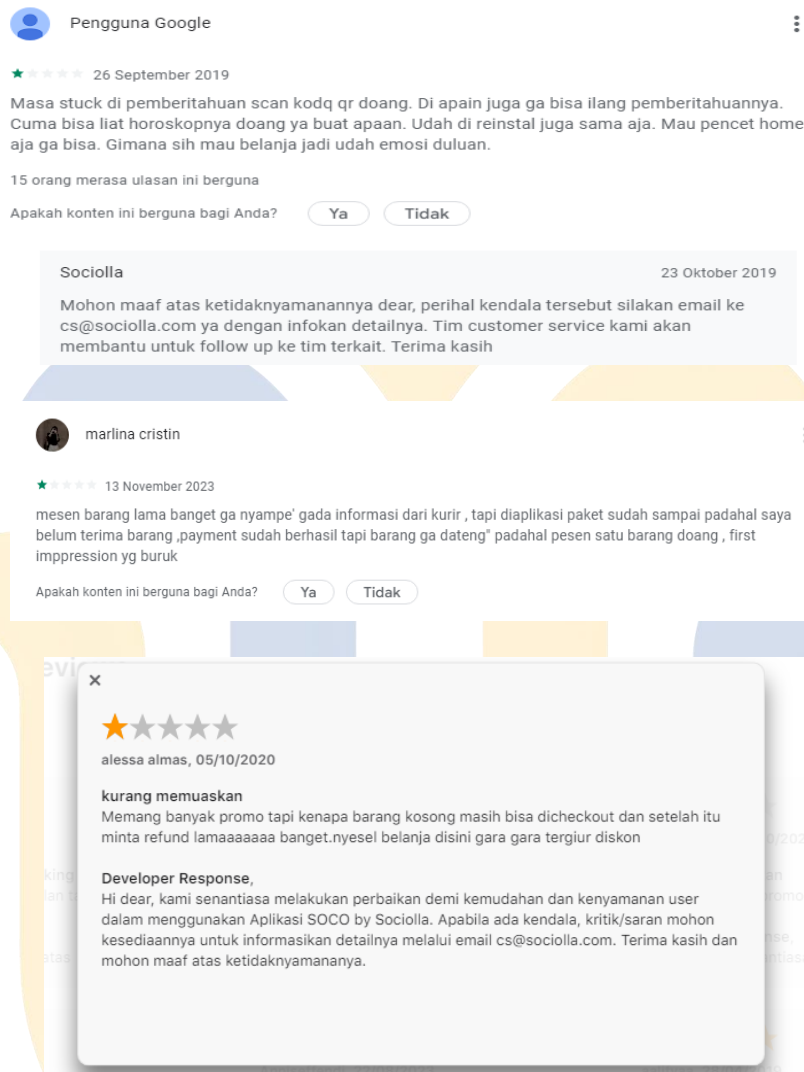 Pengguna Google
26 September 2019
Masa stuck di pemberitahuan scan kodq qr doang. Di apain juga ga bisa ilang pemberitahuannya.
Cuma bisa liat horoskopnya doang ya buat apaan. Udah di reinstal juga sama aja. Mau pencet home
aja ga bisa. Gimana sih mau belanja jadi udah emosi duluan.
15 orang merasa ulasan ini berguna
Apakah konten ini berguna bagi Anda? Ya Tidak
Sociolla 23 Oktober 2019
Mohon maaf atas ketidaknyamanannya dear, perihal kendala tersebut silakan email ke
cs@sociolla.com ya dengan infokan detailnya. Tim customer service kami akan
membantu untuk follow up ke tim terkait. Terima kasih
marlina cristin
13 November 2023
mesen barang lama banget ga nyampe' gada informasi dari kurir , tapi diaplikasi paket sudah sampai padahal saya
belum terima barang ,payment sudah berhasil tapi barang ga dateng" padahal pesen satu barang doang , first
imppression yg buruk
Apakah konten ini berguna bagi Anda? Ya Tidak
alessa almas, 05/10/2020
kurang memuaskan
Memang banyak promo tapi kenapa barang kosong masih bisa dicheckout dan setelah itu
minta refund lamaaaaaaa banget.nyesel belanja disini gara gara tergiur diskon
Developer Response,
Hi dear, kami senantiasa melakukan perbaikan demi kemudahan dan kenyamanan user
dalam menggunakan Aplikasi SOCO by Sociolla. Apabila ada kendala, kritik/saran mohon
kesediaannya untuk informasikan detailnya melalui email cs@sociolla.com. Terima kasih dan
mohon maaf atas ketidaknyamananya.